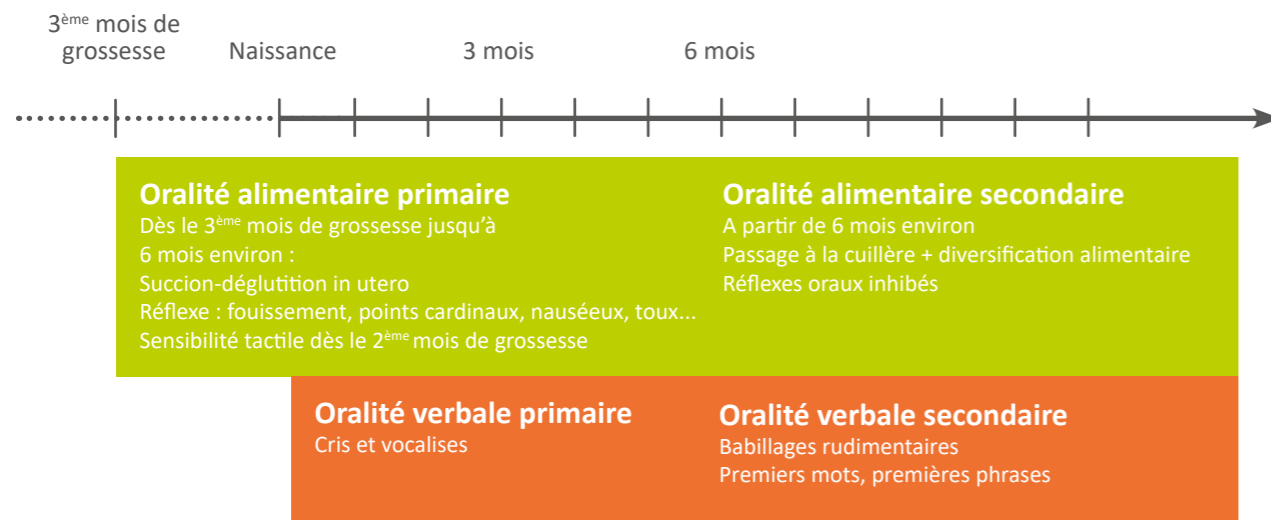 3ème mois de
grossesse
Naissance
3 mois
6 mois
Oralité alimentaire primaire
Dès le 3ème mois de grossesse jusqu'à
6 mois environ :
Succion-déglutition in utero
Réflexe : fouissement, points cardinaux, nauséeux, toux...
Sensibilité tactile dès le 2ème mois de grossesse
Oralité alimentaire secondaire
A partir de 6 mois environ
Passage à la cuillère + diversification alimentaire
Réflexes oraux inhibés
Oralité verbale primaire
Cris et vocalises
Oralité verbale secondaire
Babillages rudimentaires
Premiers mots, premières phrases